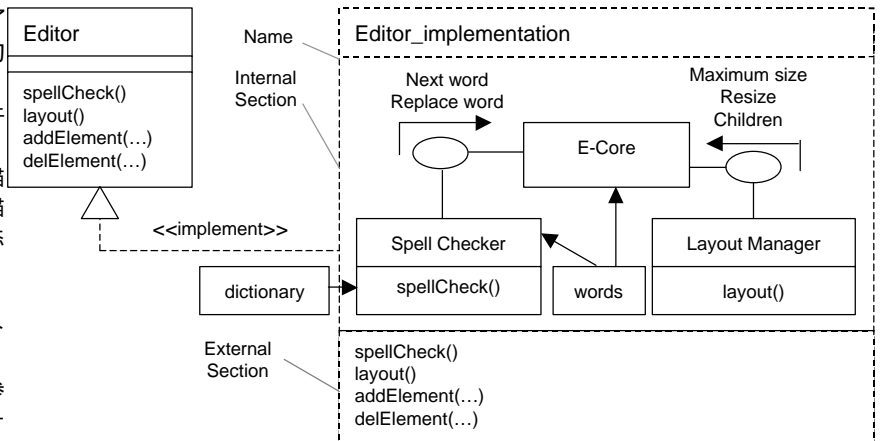 Editor
spellCheck()
layout()
addElement(…)
delElement(…)
<<implement>>
dictionary
Name
Internal
Section
External
Section
Editor_implementation
Next word
Replace word
Maximum size
Resize
Children
E-Core
Spell Checker
spellCheck()
words
Layout Manager
layout()
spellCheck()
layout()
addElement(…)
delElement(…)